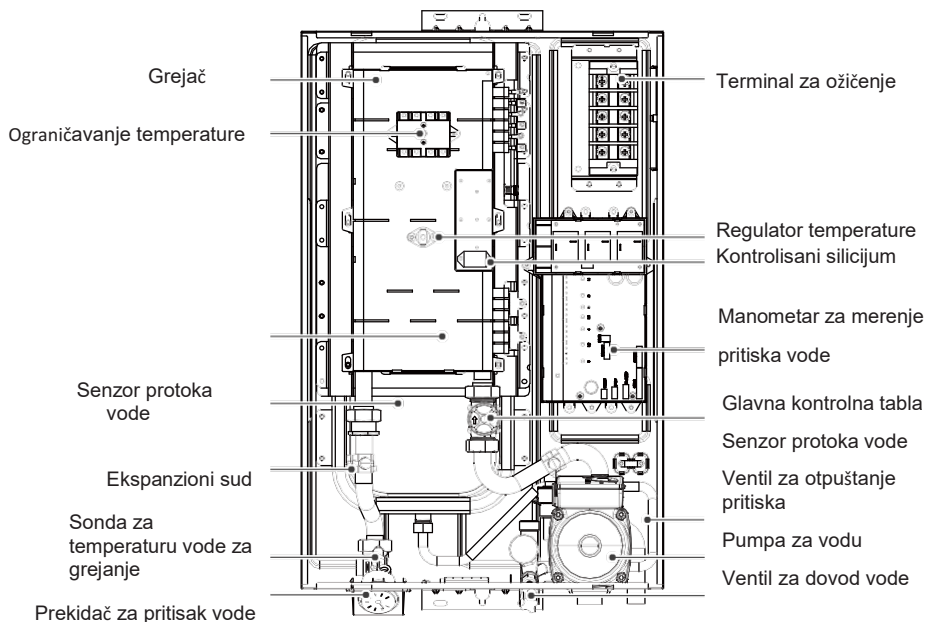 Grejač
Ograničavanje temperature
Senzor protoka
vode
Ekspanzioni sud
Sonda za
temperaturu vode za
grejanje
Prekidač za pritisak vode
Terminal za ožičenje
Regulator temperature
Kontrolisani silicijum
Manometar za merenje
pritiska vode
Glavna kontrolna tabla
Senzor protoka vode
Ventil za otpuštanje
pritiska
Pumpa za vodu
Ventil za dovod vode